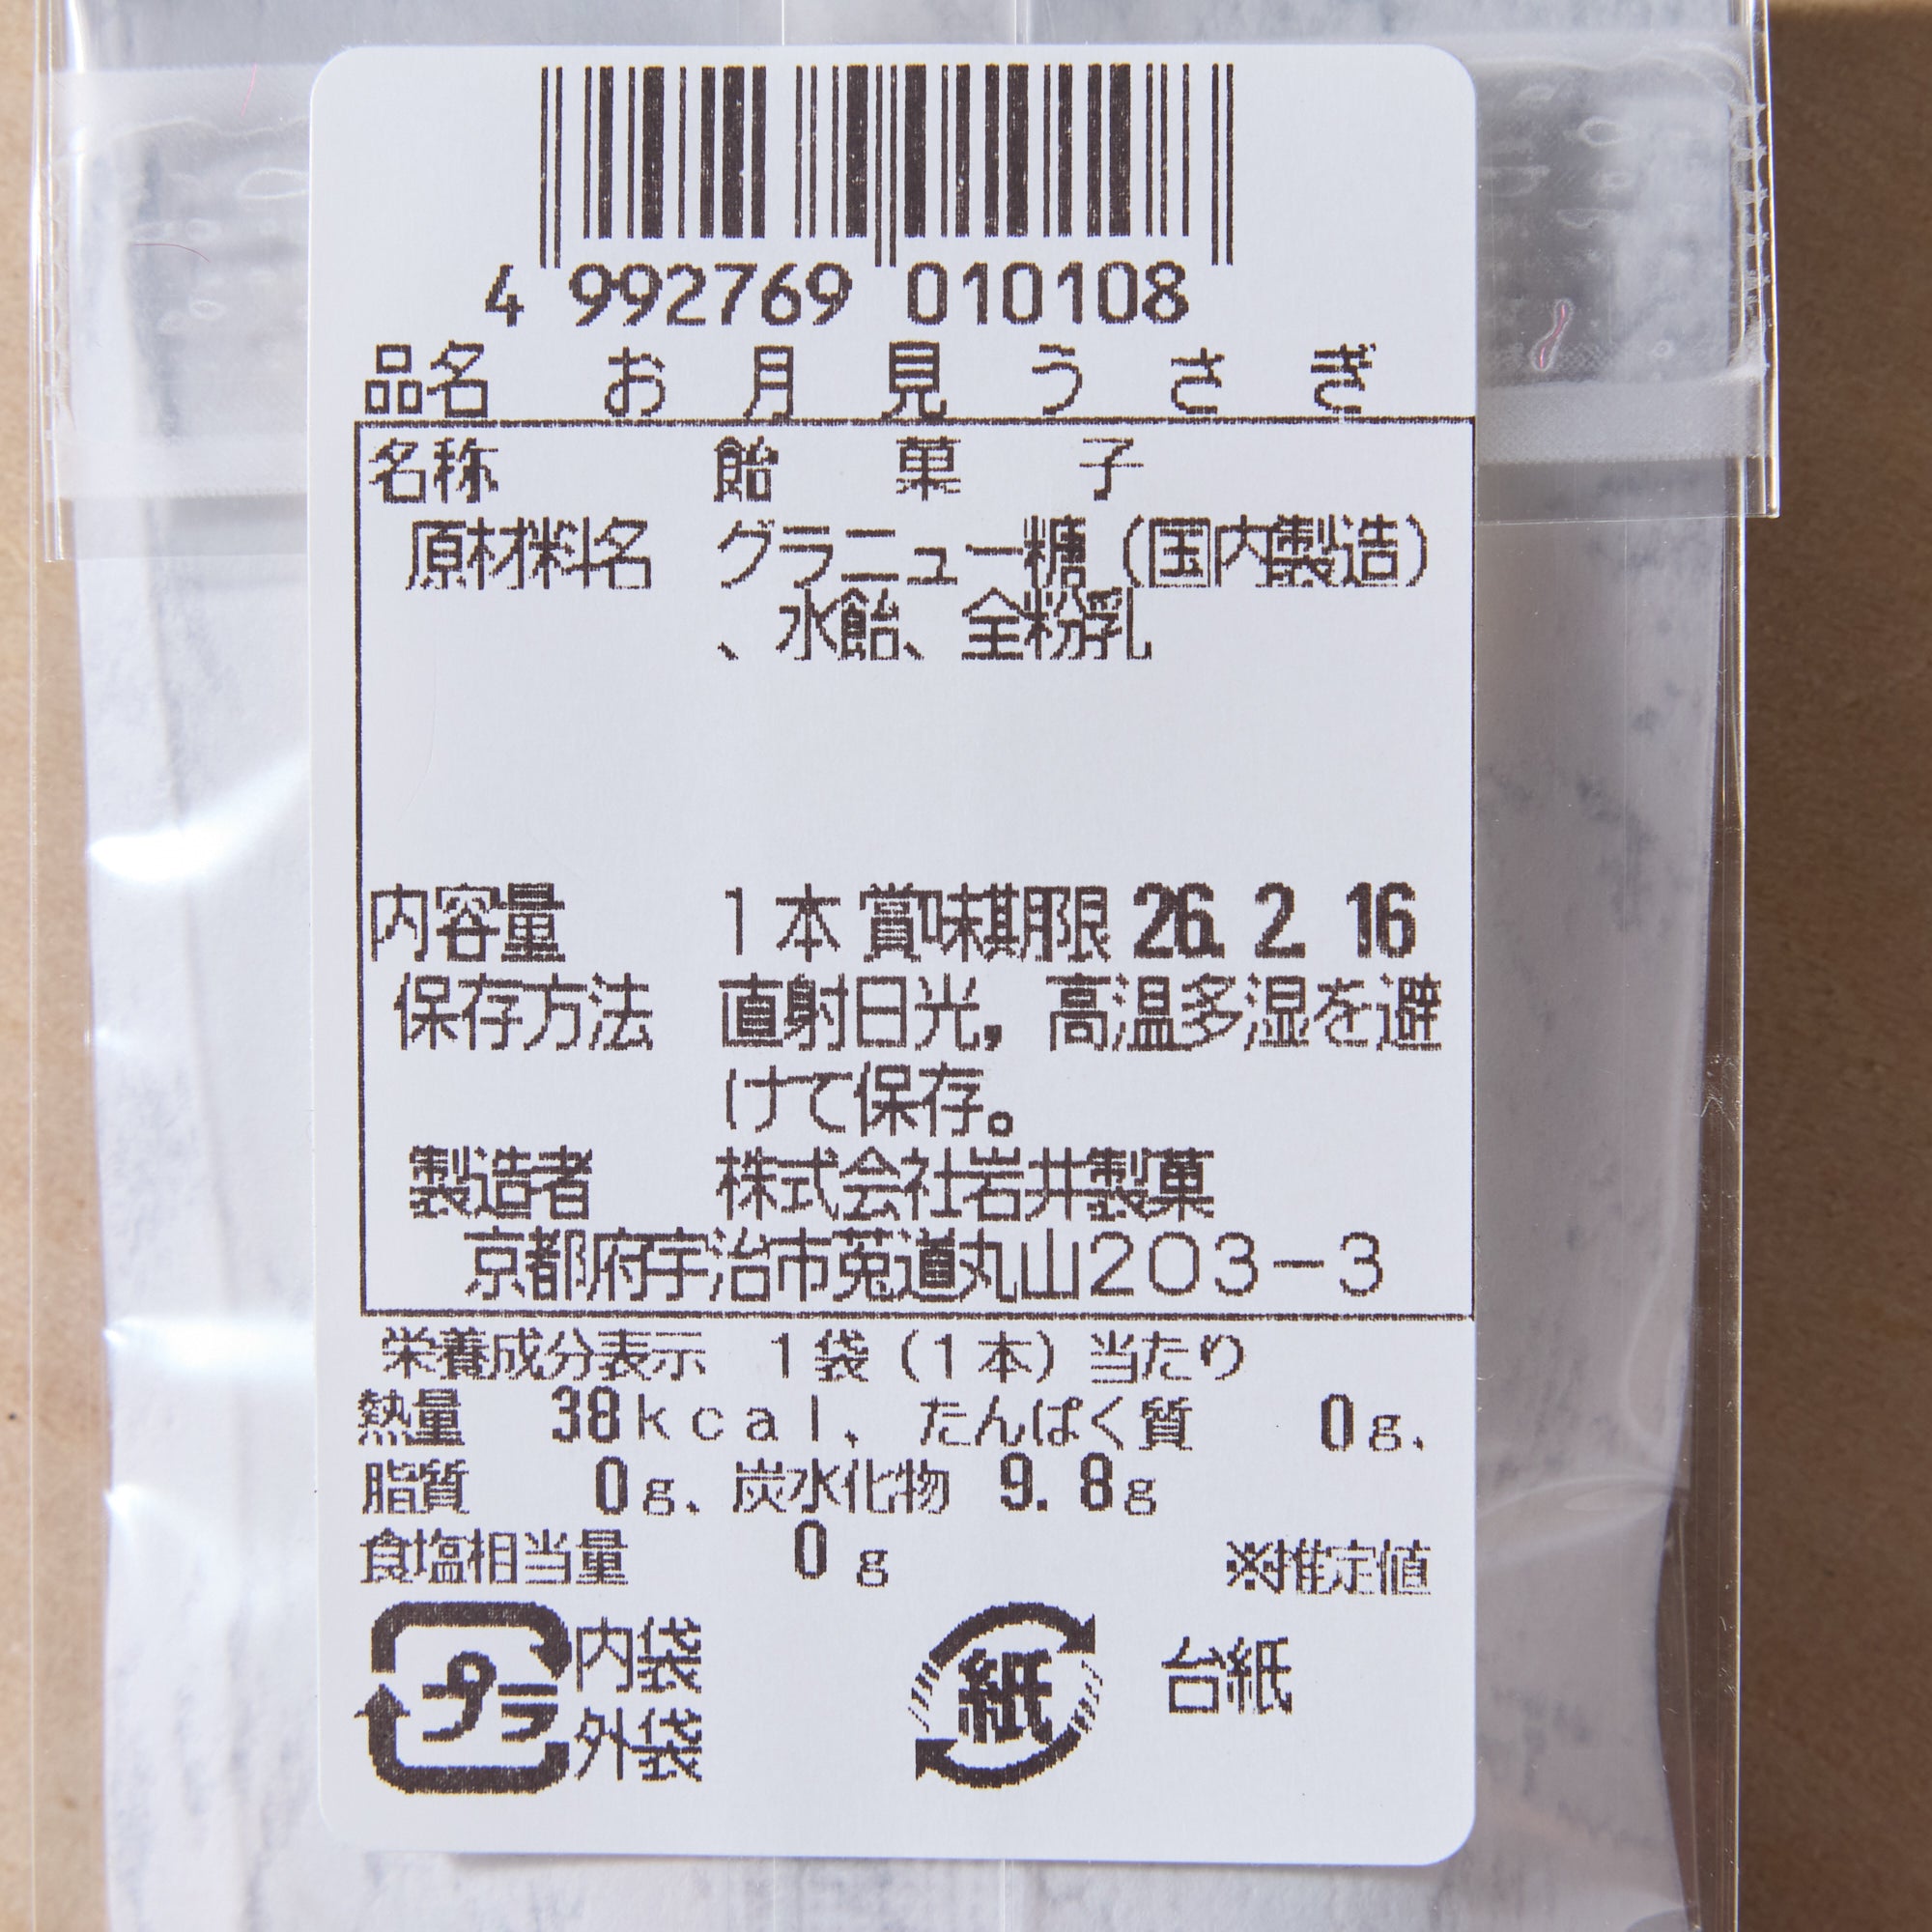 4 992769 010108
品名 お月見うさぎ
名称 飴菓子
原材料名 グラニュー糖（国内製造）
、水飴、全粉乳
内容量 1本 賞味期限 26. 2. 16
保存方法 直射日光，高温多湿を避
けて保存。
製造者 株式会社岩井製菓
京都府宇治市莵道丸山203−3
栄養成分表示 1袋（1本）当たり
熱量 38kcal、たんぱく質 0g、
脂質 0g、炭水化物 9.8g
食塩相当量 0g ※推定値
プラ 内袋
外袋
紙 台紙